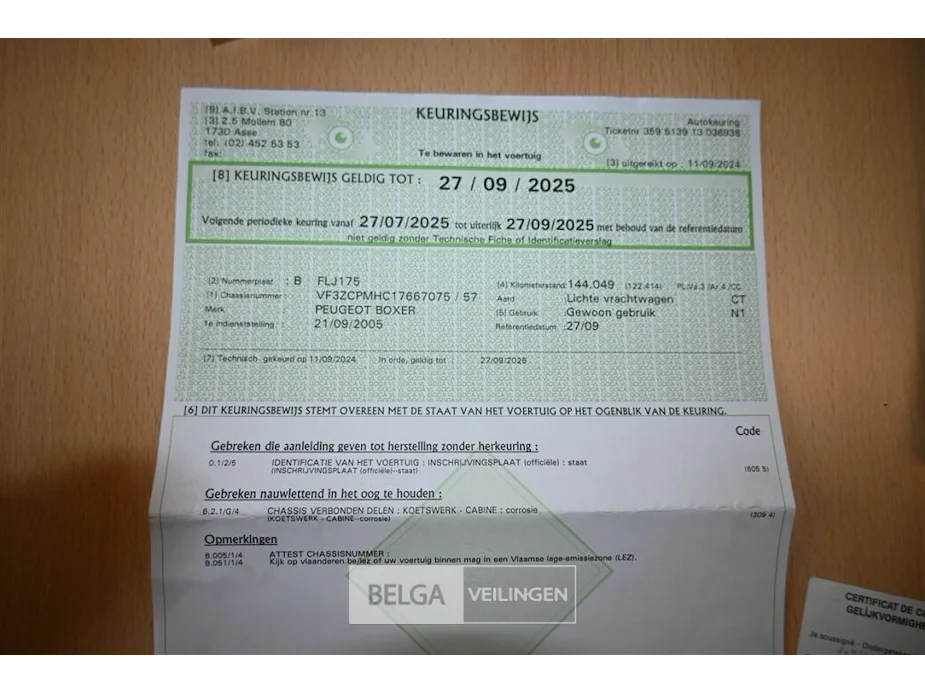 [9] A.I.B.V. Station nr 13
[3] Z.5 Mollem 80
1730 Asse
tel: (02) 452 53 53
fax:
KEURINGSBEWIJS
Te bewaren in het voertuig
Autokeuring
Ticketnr 359 5139 13 036938
[3] uitgereikt op : 11/09/2024
[8] KEURINGSBEWIJS GELDIG TOT : 27 / 09 / 2025
Volgende periodieke keuring vanaf 27/07/2025 tot uiterlijk 27/09/2025 met behoud van de referentiedatum
niet geldig zonder Technische Fiche of Identificatieverslag
(2) Nummerplaat : B FLJ175
(1) Chassisnummer : VF3ZCPMHC17667075 / 57
Merk PEUGEOT BOXER
1e indienststelling : 21/09/2005
(4) Kilometerstand 144.049 (122.414)
Aard Lichte vrachtwagen CT
(5) Gebruik Gewoon gebruik N1
Referentiedatum 27/09
(7) Technisch gekeurd op 11/09/2024 In orde, geldig tot : 27/09/2025
[6] DIT KEURINGSBEWIJS STEMT OVEREEN MET DE STAAT VAN HET VOERTUIG OP HET OGENBLIK VAN DE KEURING.
Code
Gebreken die aanleiding geven tot herstelling zonder herkeuring :
0.1/2/5 IDENTIFICATIE VAN HET VOERTUIG : INSCHRIJVINGSPLAAT (officiële) : staat (605 5)
(INSCHRIJVINGSPLAAT (officiële)--staat)
Gebreken nauwlettend in het oog te houden :
6.2.1/G/4 CHASSIS VERBONDEN DELEN : KOETSWERK - CABINE : corrosie (309 4)
(KOETSWERK - CABINE--corrosie)
Opmerkingen
8.005/1/4 ATTEST CHASSISNUMMER :
8.051/1/4 Kijk op vlaanderen.be/lez of uw voertuig binnen mag in een Vlaamse lage-emissiezone (LEZ).
BELGA VEILINGEN
CERTIFICAT DE
GELIJKVORMIGHE
Je soussigné - Ondergeteken